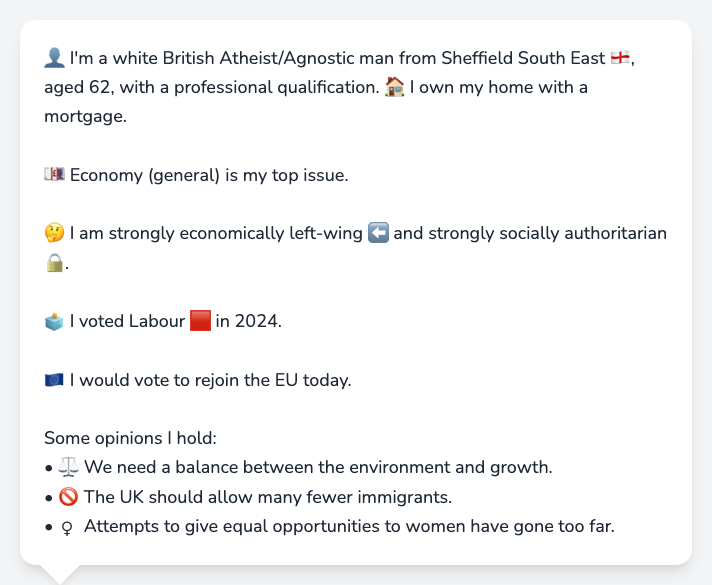 👤 I'm a white British Atheist/Agnostic man from Sheffield South East 🏴󠁧󠁢󠁥󠁮󠁧󠁿,
aged 62, with a professional qualification. 🏠 I own my home with a
mortgage.
💷 Economy (general) is my top issue.
🤔 I am strongly economically left-wing ⬅️ and strongly socially authoritarian
🔒.
🗳️ I voted Labour 🟥 in 2024.
🇪🇺 I would vote to rejoin the EU today.
Some opinions I hold:
• ⚖️ We need a balance between the environment and growth.
• 🚫 The UK should allow many fewer immigrants.
• ♀ Attempts to give equal opportunities to women have gone too far.